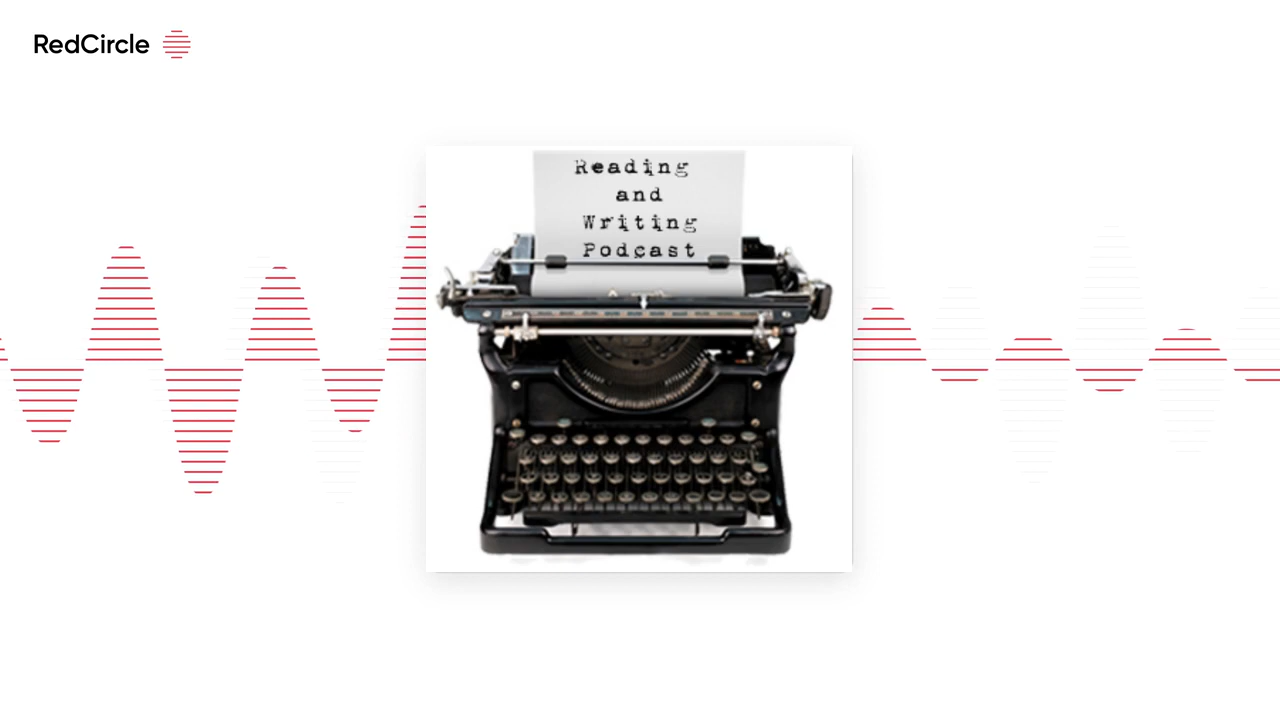 RedCircle
Reading
and
Writing
Podcast